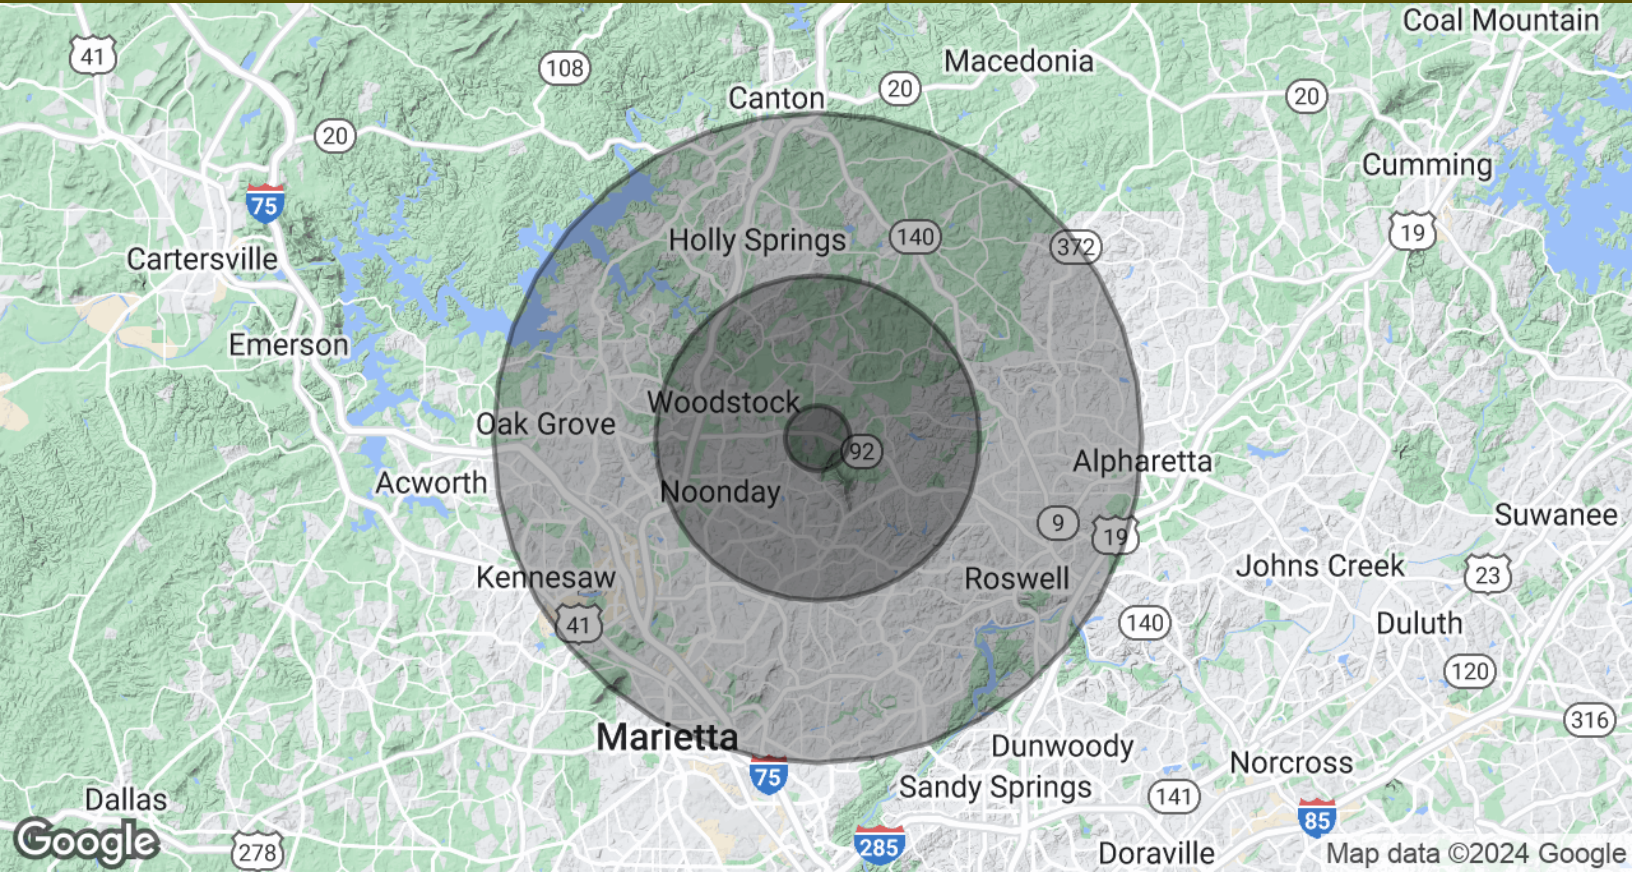 Coal Mountain
41
Macedonia
108
20
20
Canton
20
Cumming
75
19
Holly Springs
140
372
Cartersville
Emerson
Woodstock
Oak Grove
92
Alpharetta
Acworth
Noonday
Suwanee
9
19
Johns Creek
23
Kennesaw
Roswell
41
140
Duluth
120
316
Marietta
Dunwoody
Norcross
75
Sandy Springs
141
Dallas
85
Google
278
285
Doraville
Map data ©2024 Google